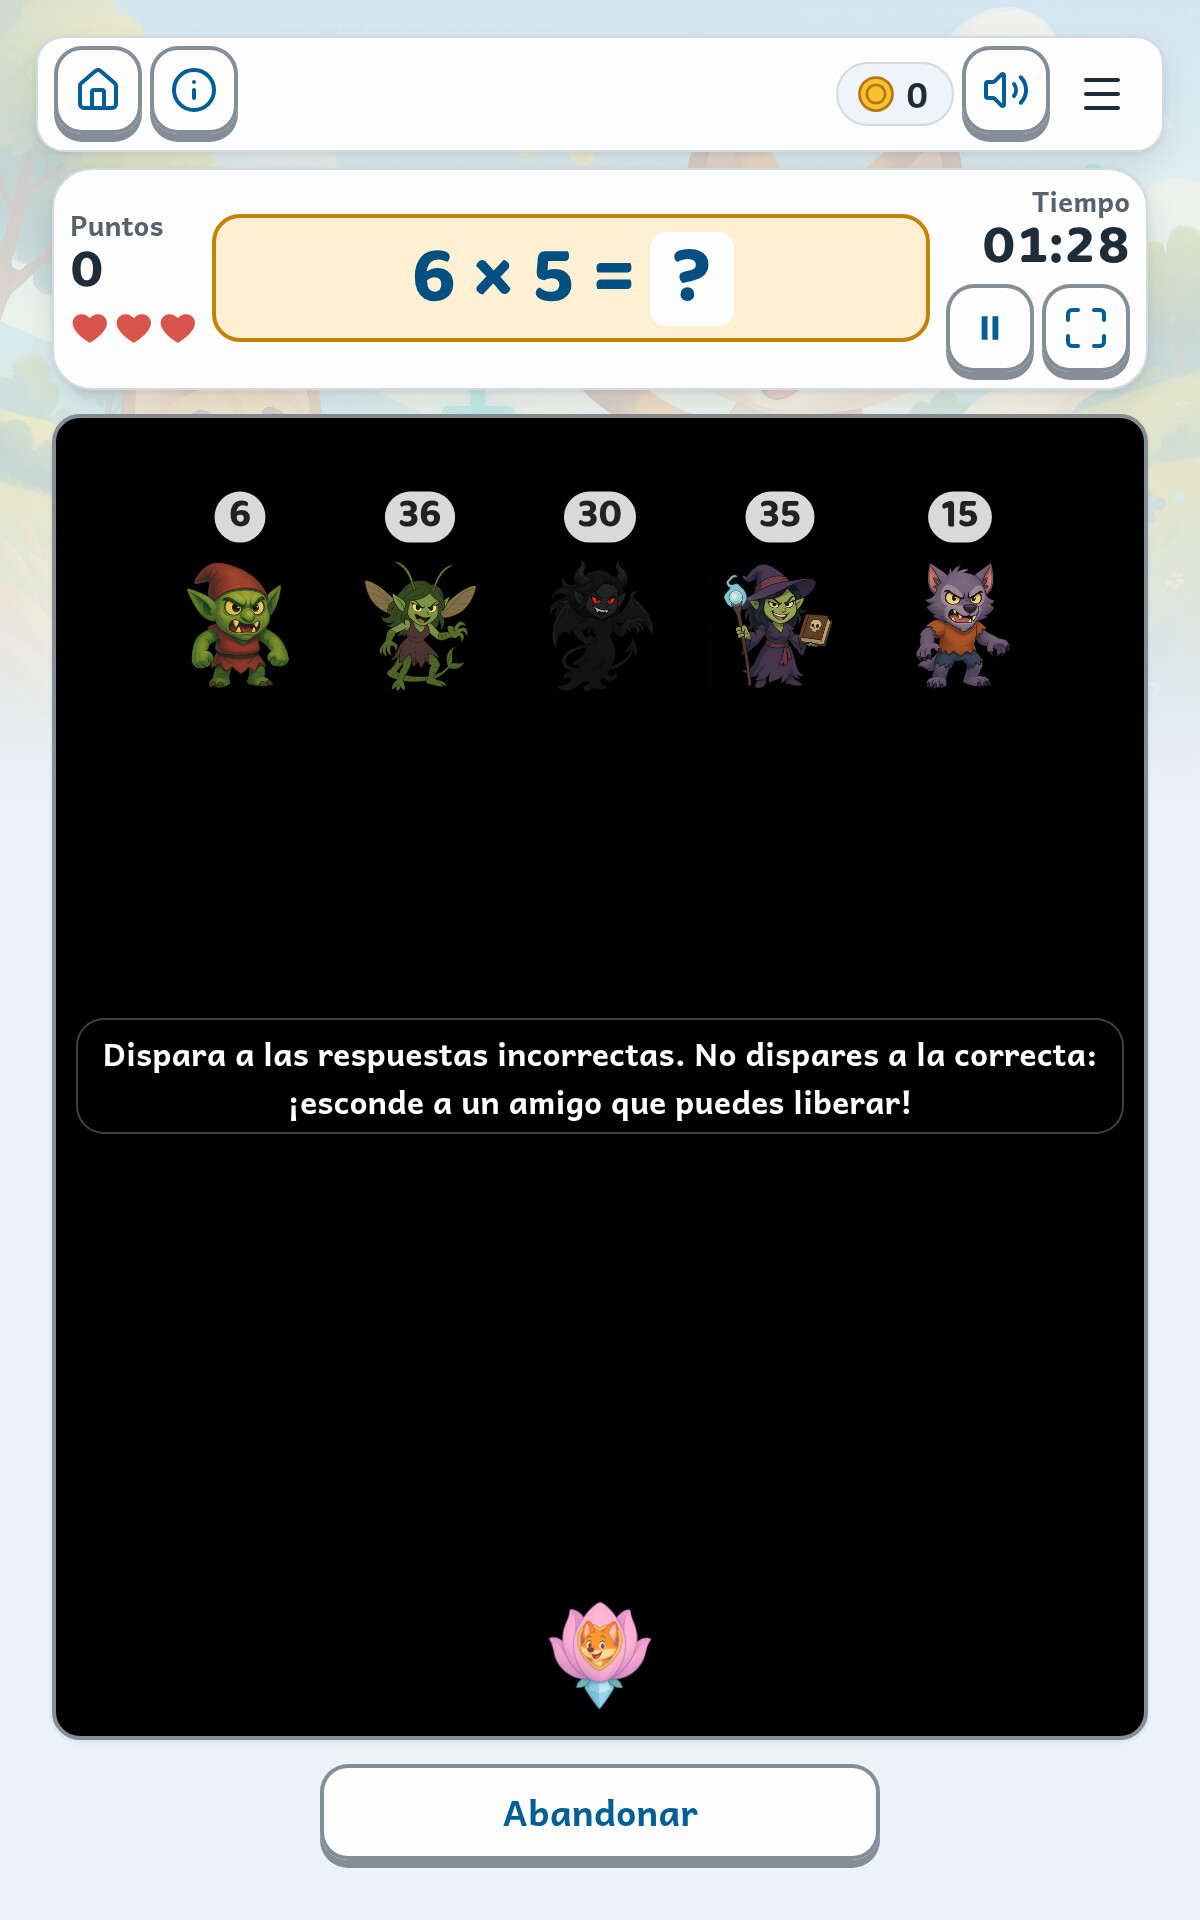 0
Puntos
0
6 × 5 = ?
Tiempo
01:28
6
36
30
35
15
Dispara a las respuestas incorrectas. No dispares a la correcta:
¡esconde a un amigo que puedes liberar!
Abandonar